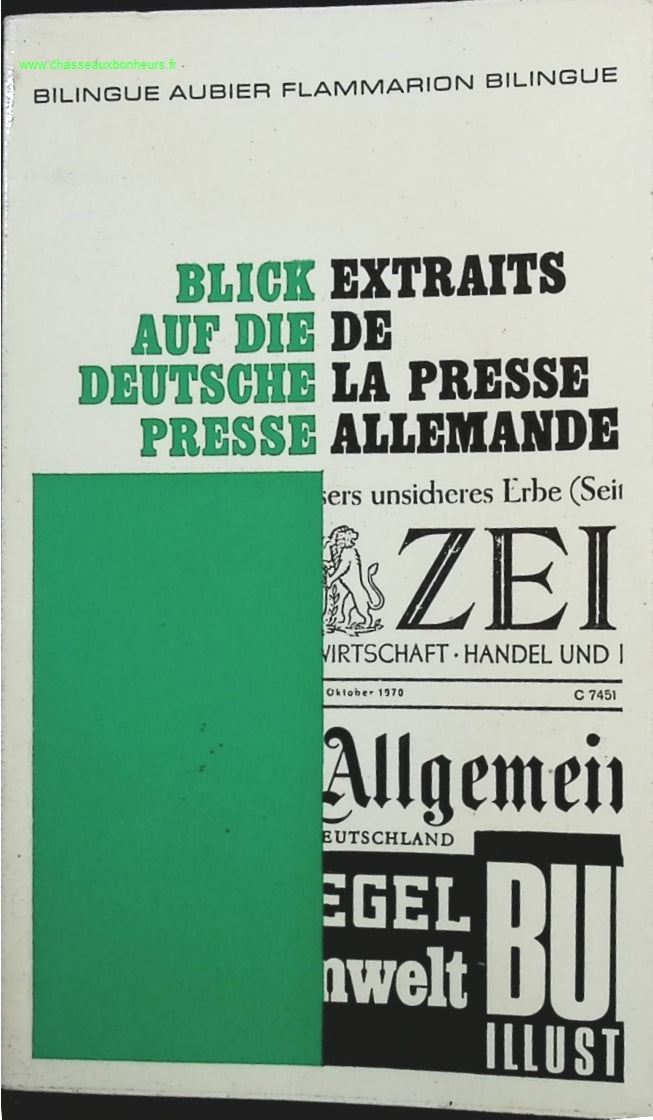 www.chasseauxbonheurs.fr
BILINGUE AUBIER FLAMMARION BILINGUE
BLICK
AUF DIE
DEUTSCHE
PRESSE
EXTRAITS
DE
LA PRESSE
ALLEMANDE
sers unsicheres Erbe (Seit
ZEI
WIRTSCHAFT · HANDEL UND
Oktober 1970
C 7451
Allgemein
EUTSCHLAND
EGEL
nwelt
BU
ILLUST